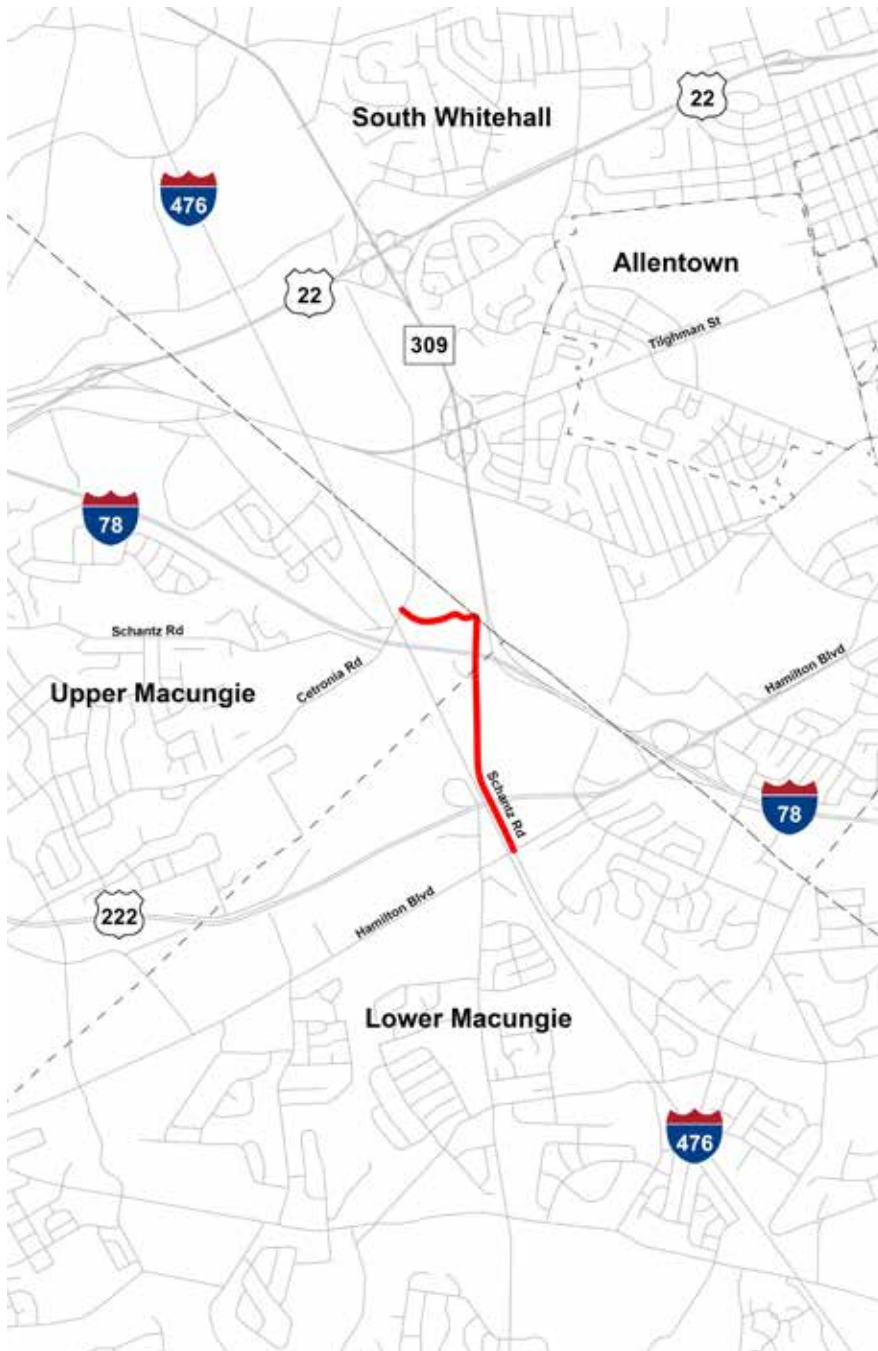 22
South Whitehall
476
Allentown
22
Tilghman St
309
78
Schantz Rd
Hamilton Blvd
Cetronia Rd
Upper Macungie
Schantz Rd
78
222
Hamilton Blvd
Lower Macungie
476